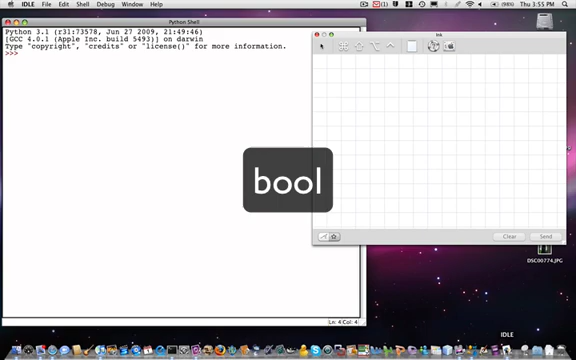 IDLE File Edit Shell Debug Window Help
(98%) Thu 3:55 PM
Python Shell
Python 3.1 (r31:73578, Jun 27 2009, 21:49:46)
[GCC 4.0.1 (Apple Inc. build 5493)] on darwin
Type "copyright", "credits" or "license()" for more information.
>>>
Ink
bool
Clear Send
DSC00774.JPG
Ln: 4 Col: 4
IDLE